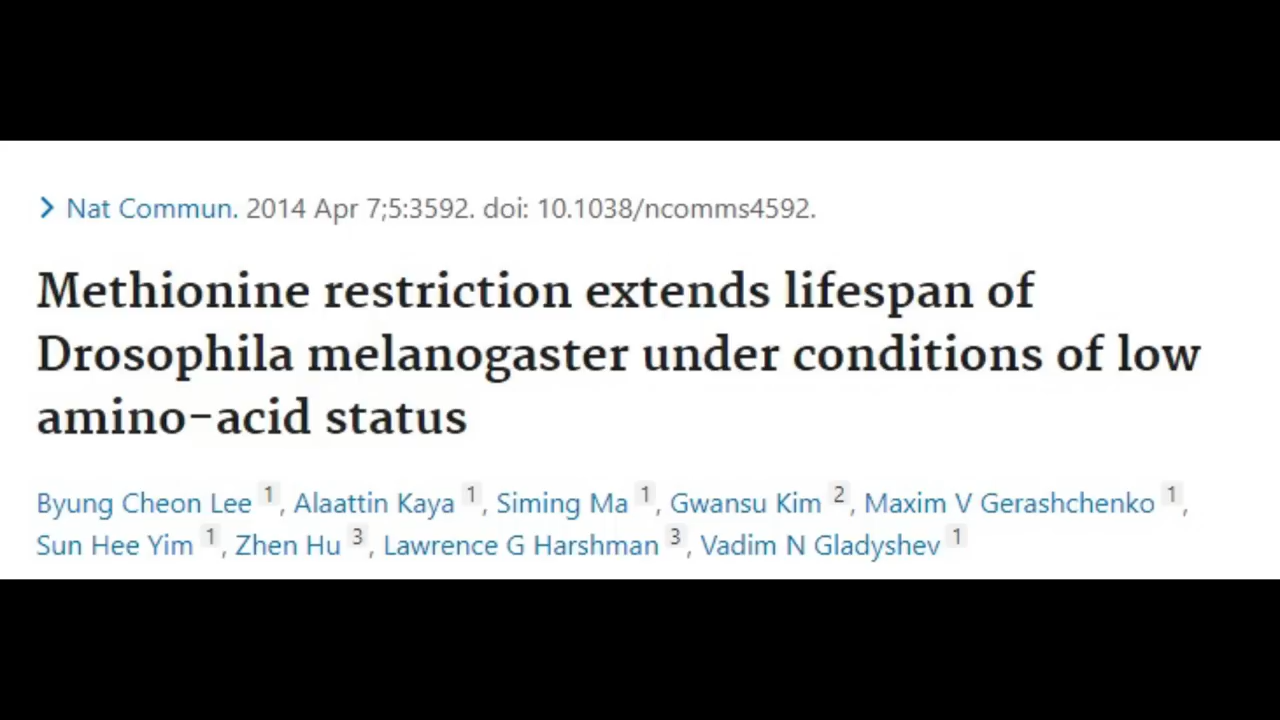 > Nat Commun. 2014 Apr 7;5:3592. doi: 10.1038/ncomms4592.
Methionine restriction extends lifespan of
Drosophila melanogaster under conditions of low
amino-acid status
Byung Cheon Lee 1, Alaattin Kaya 1, Siming Ma 1, Gwansu Kim 2, Maxim V Gerashchenko 1,
Sun Hee Yim 1, Zhen Hu 3, Lawrence G Harshman 3, Vadim N Gladyshev 1